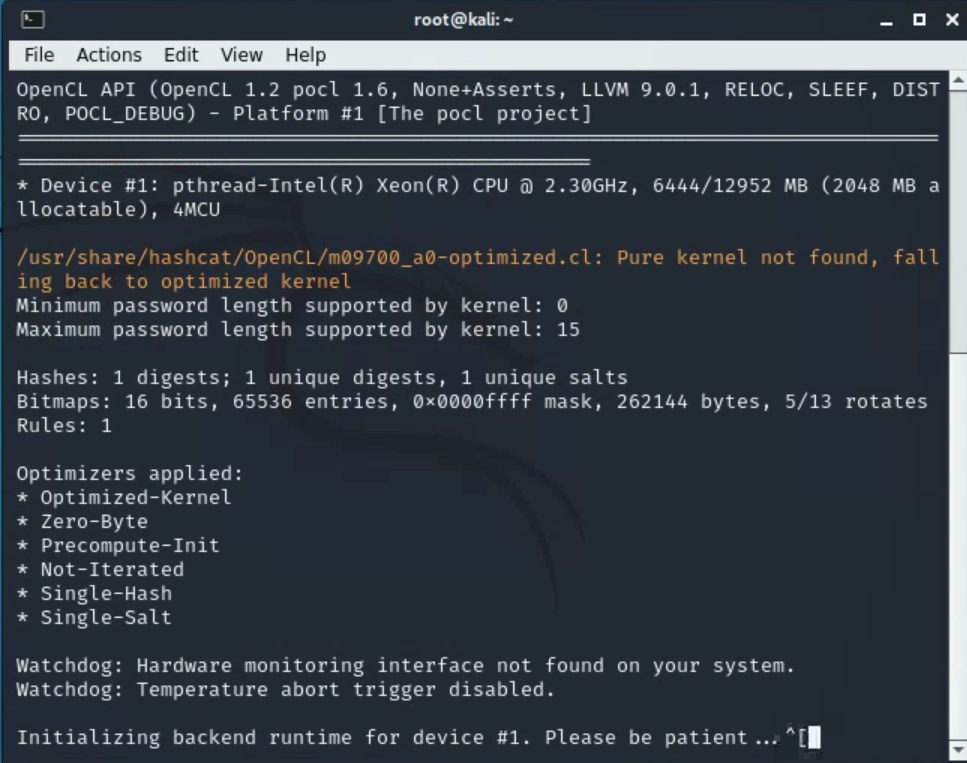 root@kali: ~
File Actions Edit View Help
OpenCL API (OpenCL 1.2 pocl 1.6, None+Asserts, LLVM 9.0.1, RELOC, SLEEF, DIST
RO, POCL_DEBUG) - Platform #1 [The pocl project]
=============================================================================
================================================
* Device #1: pthread-Intel(R) Xeon(R) CPU @ 2.30GHz, 6444/12952 MB (2048 MB a
llocatable), 4MCU
/usr/share/hashcat/OpenCL/m09700_a0-optimized.cl: Pure kernel not found, fall
ing back to optimized kernel
Minimum password length supported by kernel: 0
Maximum password length supported by kernel: 15
Hashes: 1 digests; 1 unique digests, 1 unique salts
Bitmaps: 16 bits, 65536 entries, 0x0000ffff mask, 262144 bytes, 5/13 rotates
Rules: 1
Optimizers applied:
* Optimized-Kernel
* Zero-Byte
* Precompute-Init
* Not-Iterated
* Single-Hash
* Single-Salt
Watchdog: Hardware monitoring interface not found on your system.
Watchdog: Temperature abort trigger disabled.
Initializing backend runtime for device #1. Please be patient...^[